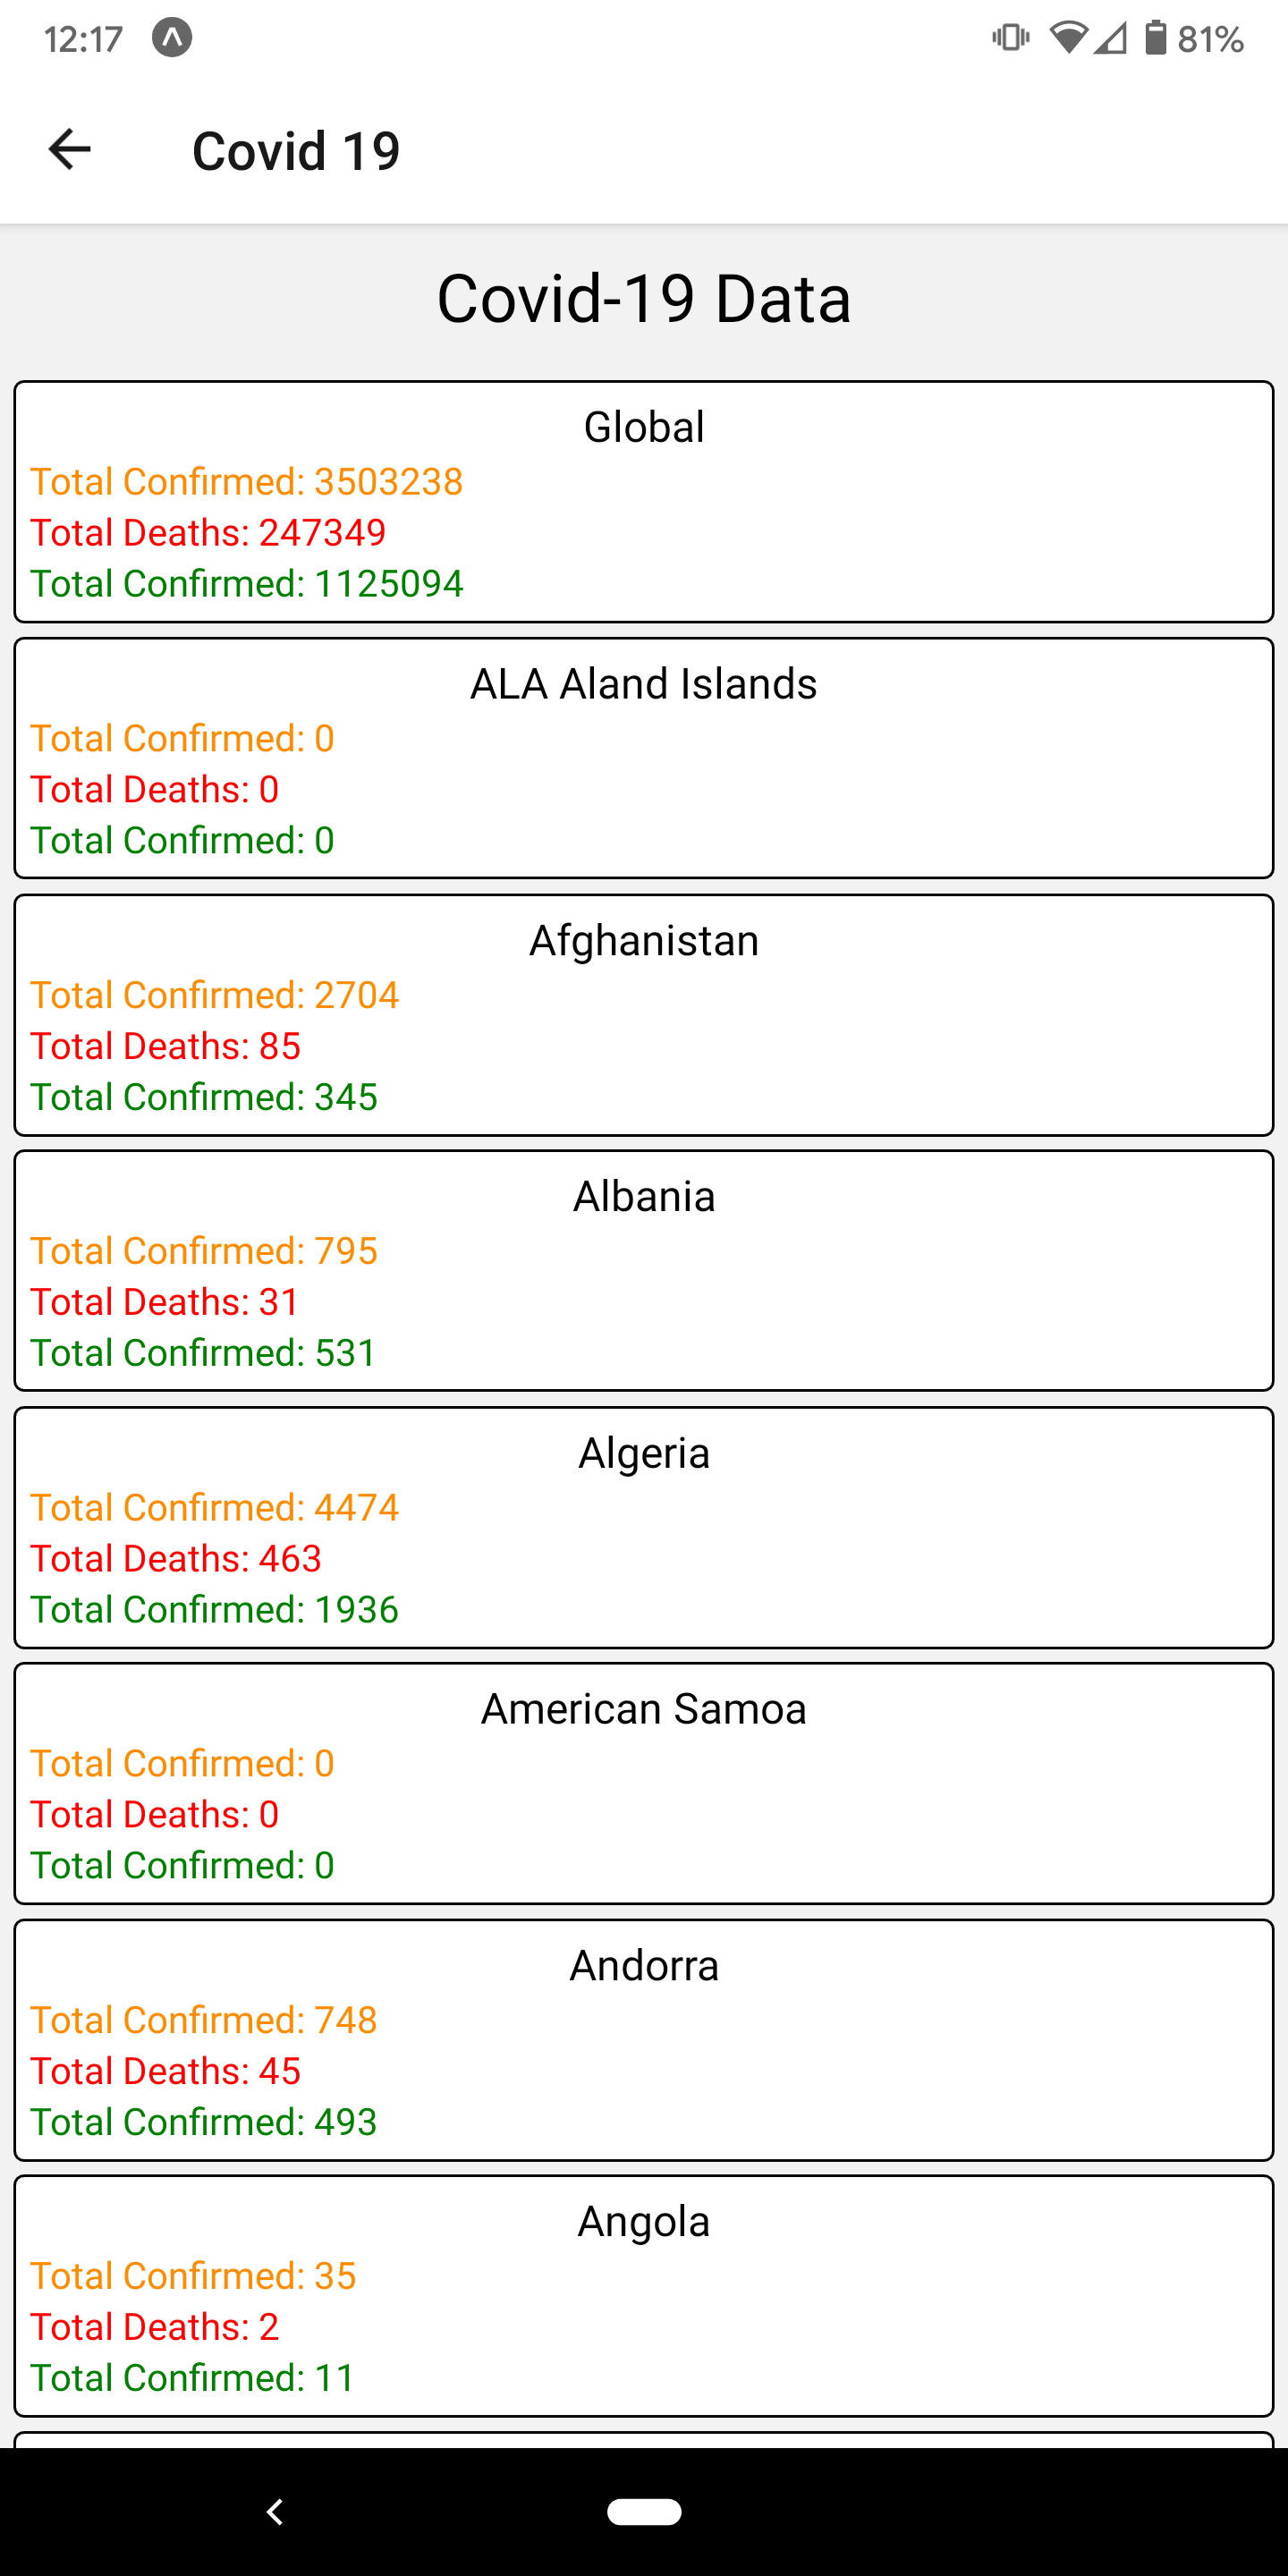 12:17
81%
Covid 19
Covid-19 Data
Global
Total Confirmed: 3503238
Total Deaths: 247349
Total Confirmed: 1125094
ALA Aland Islands
Total Confirmed: 0
Total Deaths: 0
Total Confirmed: 0
Afghanistan
Total Confirmed: 2704
Total Deaths: 85
Total Confirmed: 345
Albania
Total Confirmed: 795
Total Deaths: 31
Total Confirmed: 531
Algeria
Total Confirmed: 4474
Total Deaths: 463
Total Confirmed: 1936
American Samoa
Total Confirmed: 0
Total Deaths: 0
Total Confirmed: 0
Andorra
Total Confirmed: 748
Total Deaths: 45
Total Confirmed: 493
Angola
Total Confirmed: 35
Total Deaths: 2
Total Confirmed: 11